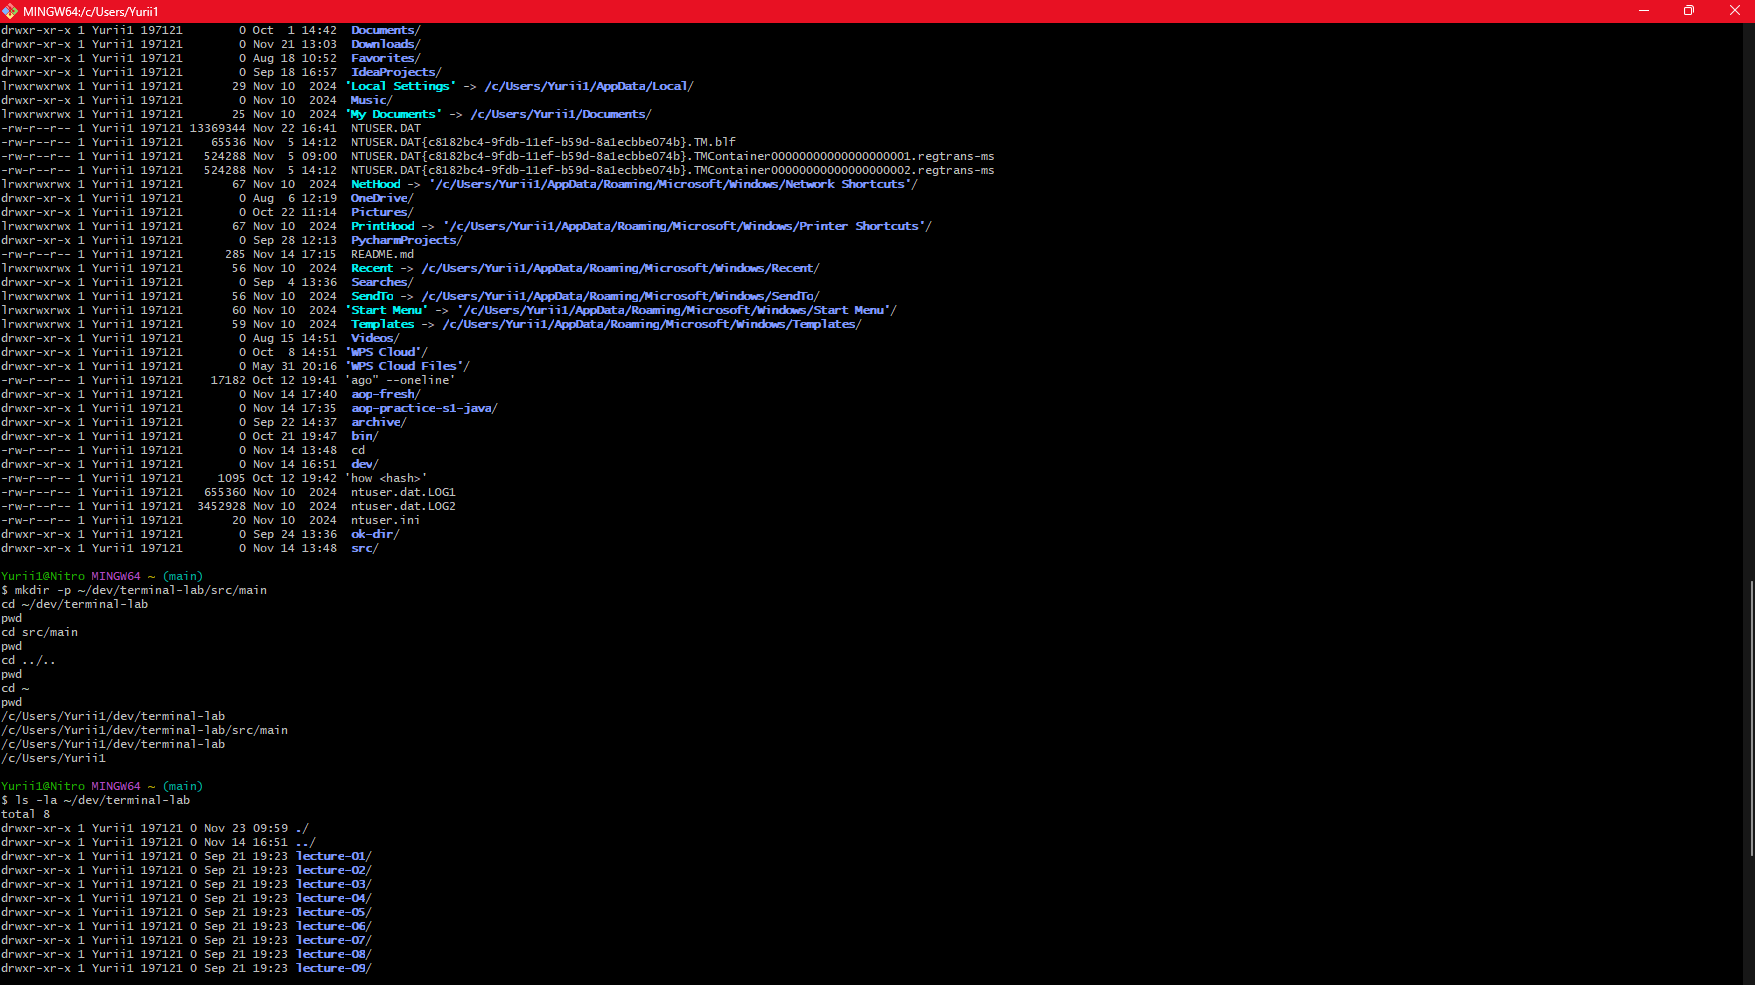 MINGW64:/c/Users/Yurii1
drwxr-xr-x 1 Yurii1 197121        0 Oct  1 14:42  Documents/
drwxr-xr-x 1 Yurii1 197121        0 Nov 21 13:03  Downloads/
drwxr-xr-x 1 Yurii1 197121        0 Aug 18 10:52  Favorites/
drwxr-xr-x 1 Yurii1 197121        0 Sep 18 16:57  IdeaProjects/
lrwxrwxrwx 1 Yurii1 197121       29 Nov 10  2024 'Local Settings' -> /c/Users/Yurii1/AppData/Local/
drwxr-xr-x 1 Yurii1 197121        0 Nov 10  2024  Music/
lrwxrwxrwx 1 Yurii1 197121       25 Nov 10  2024 'My Documents' -> /c/Users/Yurii1/Documents/
-rw-r--r-- 1 Yurii1 197121 13369344 Nov 22 16:41  NTUSER.DAT
-rw-r--r-- 1 Yurii1 197121    65536 Nov  5 14:12  NTUSER.DAT{c8182bc4-9fdb-11ef-b59d-8a1ecbbe074b}.TM.blf
-rw-r--r-- 1 Yurii1 197121   524288 Nov  5 09:00  NTUSER.DAT{c8182bc4-9fdb-11ef-b59d-8a1ecbbe074b}.TMContainer00000000000000000001.regtrans-ms
-rw-r--r-- 1 Yurii1 197121   524288 Nov  5 14:12  NTUSER.DAT{c8182bc4-9fdb-11ef-b59d-8a1ecbbe074b}.TMContainer00000000000000000002.regtrans-ms
lrwxrwxrwx 1 Yurii1 197121       67 Nov 10  2024  NetHood -> '/c/Users/Yurii1/AppData/Roaming/Microsoft/Windows/Network Shortcuts'/
drwxr-xr-x 1 Yurii1 197121        0 Aug  6 12:19  OneDrive/
drwxr-xr-x 1 Yurii1 197121        0 Oct 22 11:14  Pictures/
lrwxrwxrwx 1 Yurii1 197121       67 Nov 10  2024  PrintHood -> '/c/Users/Yurii1/AppData/Roaming/Microsoft/Windows/Printer Shortcuts'/
drwxr-xr-x 1 Yurii1 197121        0 Sep 28 12:13  PycharmProjects/
-rw-r--r-- 1 Yurii1 197121      285 Nov 14 17:15  README.md
lrwxrwxrwx 1 Yurii1 197121       56 Nov 10  2024  Recent -> /c/Users/Yurii1/AppData/Roaming/Microsoft/Windows/Recent/
drwxr-xr-x 1 Yurii1 197121        0 Sep  4 13:36  Searches/
lrwxrwxrwx 1 Yurii1 197121       56 Nov 10  2024  SendTo -> /c/Users/Yurii1/AppData/Roaming/Microsoft/Windows/SendTo/
lrwxrwxrwx 1 Yurii1 197121       60 Nov 10  2024 'Start Menu' -> '/c/Users/Yurii1/AppData/Roaming/Microsoft/Windows/Start Menu'/
lrwxrwxrwx 1 Yurii1 197121       59 Nov 10  2024  Templates -> /c/Users/Yurii1/AppData/Roaming/Microsoft/Windows/Templates/
drwxr-xr-x 1 Yurii1 197121        0 Aug 15 14:51  Videos/
drwxr-xr-x 1 Yurii1 197121        0 Oct  8 14:51 'WPS Cloud'/
drwxr-xr-x 1 Yurii1 197121        0 May 31 20:16 'WPS Cloud Files'/
-rw-r--r-- 1 Yurii1 197121    17182 Oct 12 19:41 'ago" --oneline'
drwxr-xr-x 1 Yurii1 197121        0 Nov 14 17:40  aop-fresh/
drwxr-xr-x 1 Yurii1 197121        0 Nov 14 17:35  aop-practice-s1-java/
drwxr-xr-x 1 Yurii1 197121        0 Sep 22 14:37  archive/
drwxr-xr-x 1 Yurii1 197121        0 Oct 21 19:47  bin/
-rw-r--r-- 1 Yurii1 197121        0 Nov 14 13:48  cd
drwxr-xr-x 1 Yurii1 197121        0 Nov 14 16:51  dev/
-rw-r--r-- 1 Yurii1 197121     1095 Oct 12 19:42 'how <hash>'
-rw-r--r-- 1 Yurii1 197121   655360 Nov 10  2024  ntuser.dat.LOG1
-rw-r--r-- 1 Yurii1 197121  3452928 Nov 10  2024  ntuser.dat.LOG2
-rw-r--r-- 1 Yurii1 197121       20 Nov 10  2024  ntuser.ini
drwxr-xr-x 1 Yurii1 197121        0 Sep 24 13:36  ok-dir/
drwxr-xr-x 1 Yurii1 197121        0 Nov 14 13:48  src/
Yurii1@Nitro MINGW64 ~ (main)
$ mkdir -p ~/dev/terminal-lab/src/main
cd ~/dev/terminal-lab
pwd
cd src/main
pwd
cd ../..
pwd
cd ~
pwd
/c/Users/Yurii1/dev/terminal-lab
/c/Users/Yurii1/dev/terminal-lab/src/main
/c/Users/Yurii1/dev/terminal-lab
/c/Users/Yurii1
Yurii1@Nitro MINGW64 ~ (main)
$ ls -la ~/dev/terminal-lab
total 8
drwxr-xr-x 1 Yurii1 197121 0 Nov 23 09:59 ./
drwxr-xr-x 1 Yurii1 197121 0 Nov 14 16:51 ../
drwxr-xr-x 1 Yurii1 197121 0 Sep 21 19:23 lecture-01/
drwxr-xr-x 1 Yurii1 197121 0 Sep 21 19:23 lecture-02/
drwxr-xr-x 1 Yurii1 197121 0 Sep 21 19:23 lecture-03/
drwxr-xr-x 1 Yurii1 197121 0 Sep 21 19:23 lecture-04/
drwxr-xr-x 1 Yurii1 197121 0 Sep 21 19:23 lecture-05/
drwxr-xr-x 1 Yurii1 197121 0 Sep 21 19:23 lecture-06/
drwxr-xr-x 1 Yurii1 197121 0 Sep 21 19:23 lecture-07/
drwxr-xr-x 1 Yurii1 197121 0 Sep 21 19:23 lecture-08/
drwxr-xr-x 1 Yurii1 197121 0 Sep 21 19:23 lecture-09/